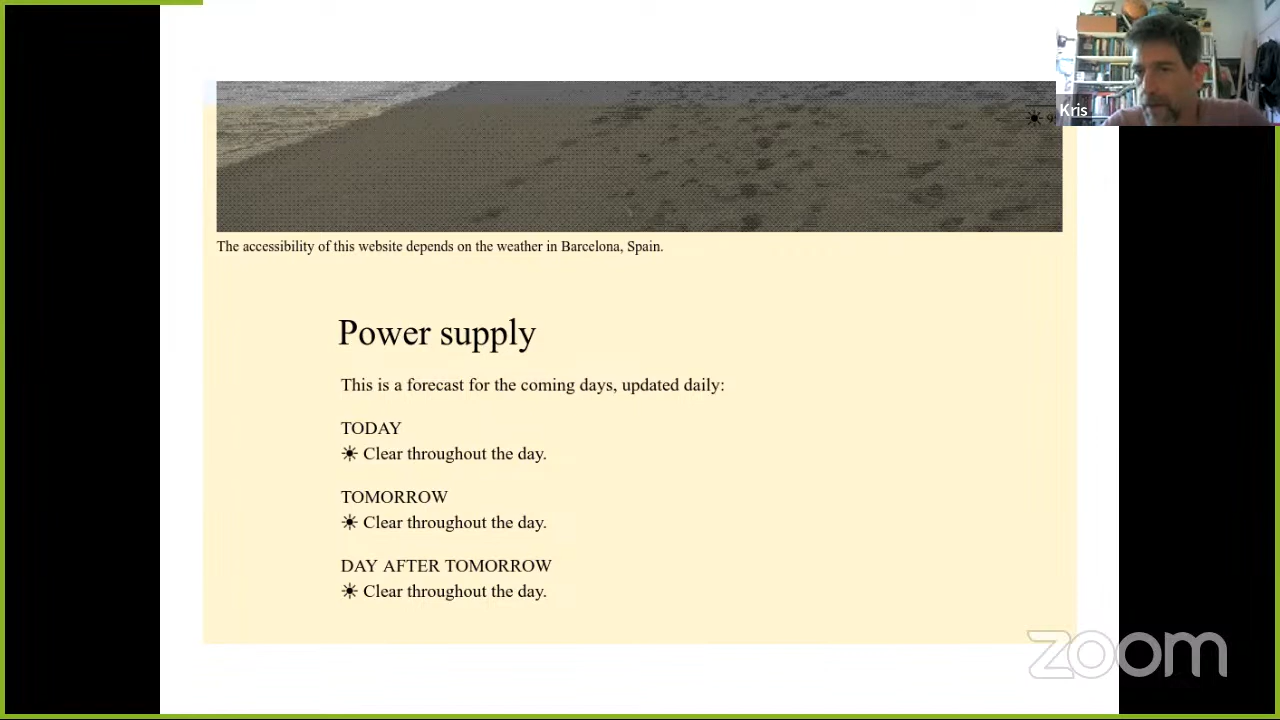 Kris
The accessibility of this website depends on the weather in Barcelona, Spain.
Power supply
This is a forecast for the coming days, updated daily:
TODAY
☀ Clear throughout the day.
TOMORROW
☀ Clear throughout the day.
DAY AFTER TOMORROW
☀ Clear throughout the day.
zoom